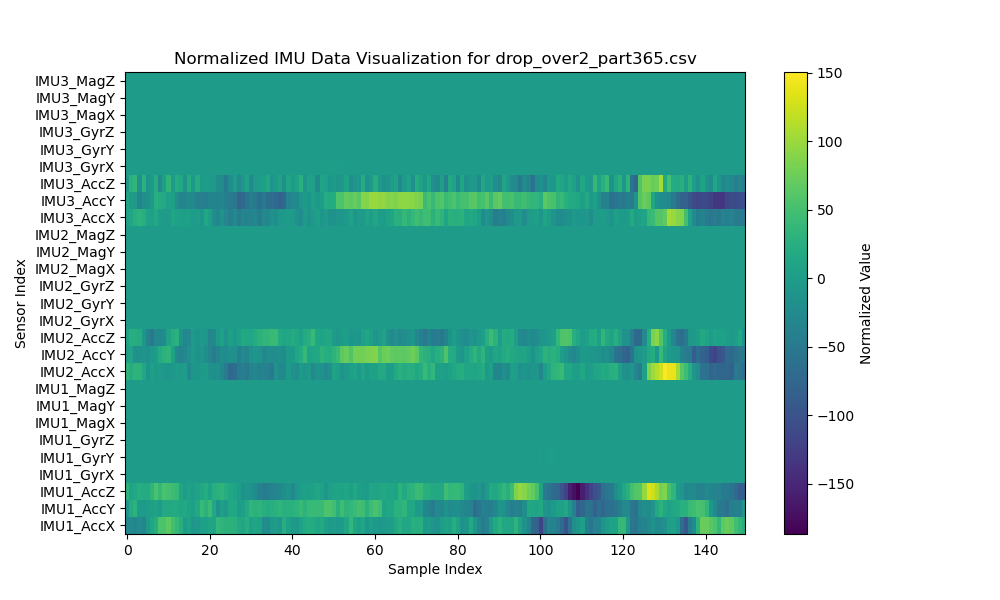 Normalized IMU Data Visualization for drop_over2_part365.csv
Sensor Index
IMU3_MagZ
IMU3_MagY
IMU3_MagX
IMU3_GyrZ
IMU3_GyrY
IMU3_GyrX
IMU3_AccZ
IMU3_AccY
IMU3_AccX
IMU2_MagZ
IMU2_MagY
IMU2_MagX
IMU2_GyrZ
IMU2_GyrY
IMU2_GyrX
IMU2_AccZ
IMU2_AccY
IMU2_AccX
IMU1_MagZ
IMU1_MagY
IMU1_MagX
IMU1_GyrZ
IMU1_GyrY
IMU1_GyrX
IMU1_AccZ
IMU1_AccY
IMU1_AccX
0 20 40 60 80 100 120 140
Sample Index
150
100
50
0
−50
−100
−150
Normalized Value